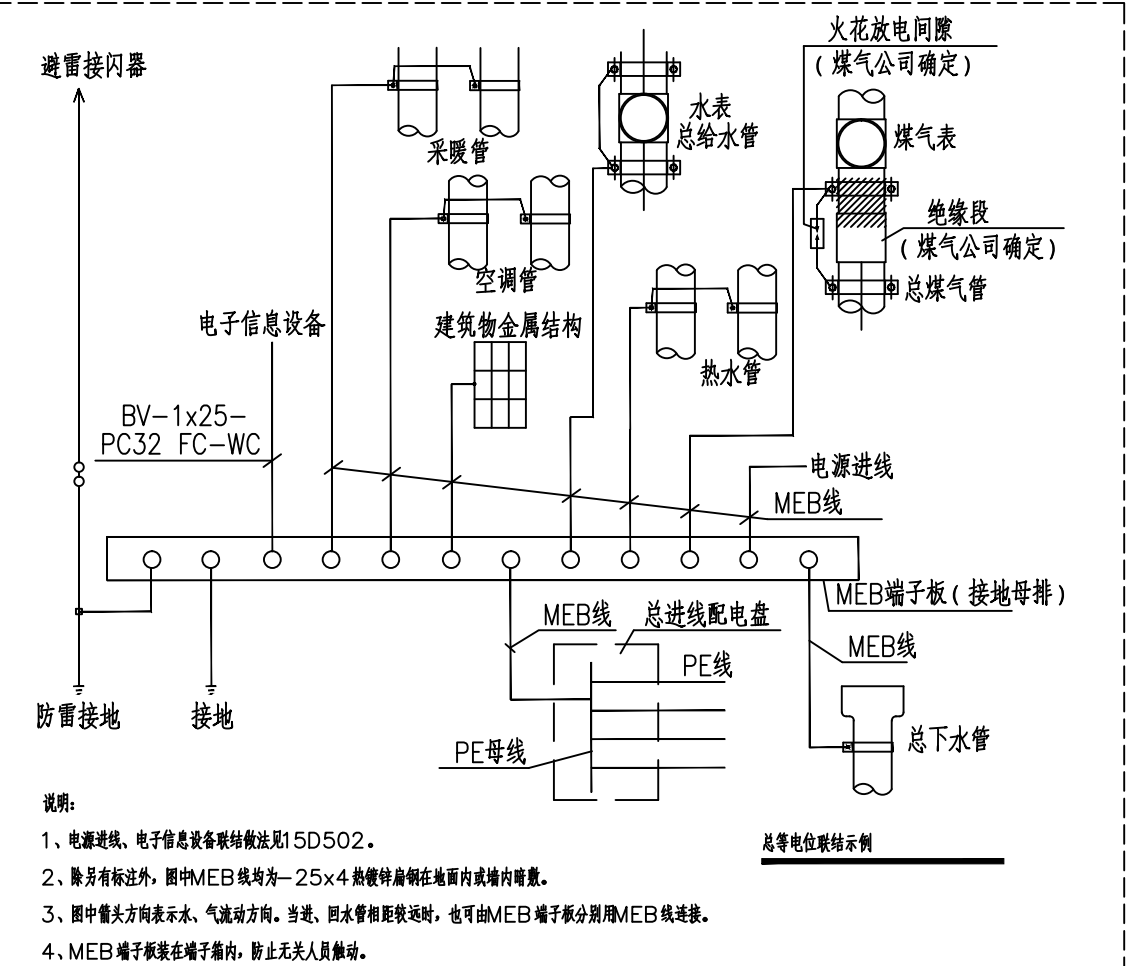 火花放电间隙
(煤气公司确定)
避雷接闪器
水表
总给水管
煤气表
采暖管
绝缘段
(煤气公司确定)
空调管
总煤气管
电子信息设备
建筑物金属结构
热水管
BV-1x25-
PC32 FC-WC
电源进线
MEB线
MEB端子板(接地母排)
MEB线
总进线配电盘
MEB线
PE线
防雷接地
接地
PE母线
总下水管
说明:
1、电源进线、电子信息设备联结做法见15D502。
总等电位联结示例
2、除另有标注外,图中MEB线均为-25x4热镀锌扁钢在地面内或墙内暗敷。
3、图中箭头方向表示水、气流动方向。当进、回水管相距较远时,也可由MEB端子板分别用MEB线连接。
4、MEB端子板装在端子箱内,防止无关人员触动。